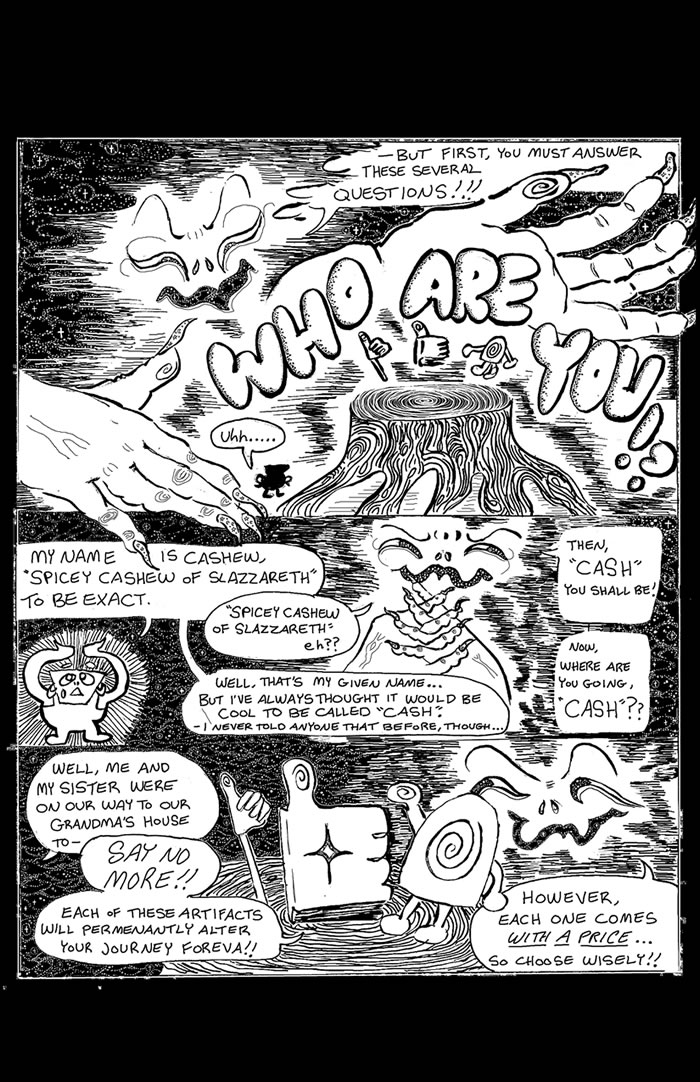 —BUT FIRST, YOU MUST ANSWER
THESE SEVERAL
QUESTIONS!!!
WHO ARE
YOU!?
Uhh.....
MY NAME IS CASHEW,
"SPICEY CASHEW OF SLAZZARETH"
TO BE EXACT.
"SPICEY CASHEW
OF SLAZZARETH"
eh??
WELL, THAT'S MY GIVEN NAME...
BUT I'VE ALWAYS THOUGHT IT WOULD BE
COOL TO BE CALLED "CASH".
- I NEVER TOLD ANYONE THAT BEFORE, THOUGH...
THEN,
"CASH"
YOU SHALL BE!
NOW,
WHERE ARE
YOU GOING,
"CASH"??
WELL, ME AND
MY SISTER WERE
ON OUR WAY TO OUR
GRANDMA'S HOUSE
TO-
SAY NO
MORE!!
EACH OF THESE ARTIFACTS
WILL PERMENANTLY ALTER
YOUR JOURNEY FOREVA!!
HOWEVER,
EACH ONE COMES
WITH A PRICE...
SO CHOOSE WISELY!!